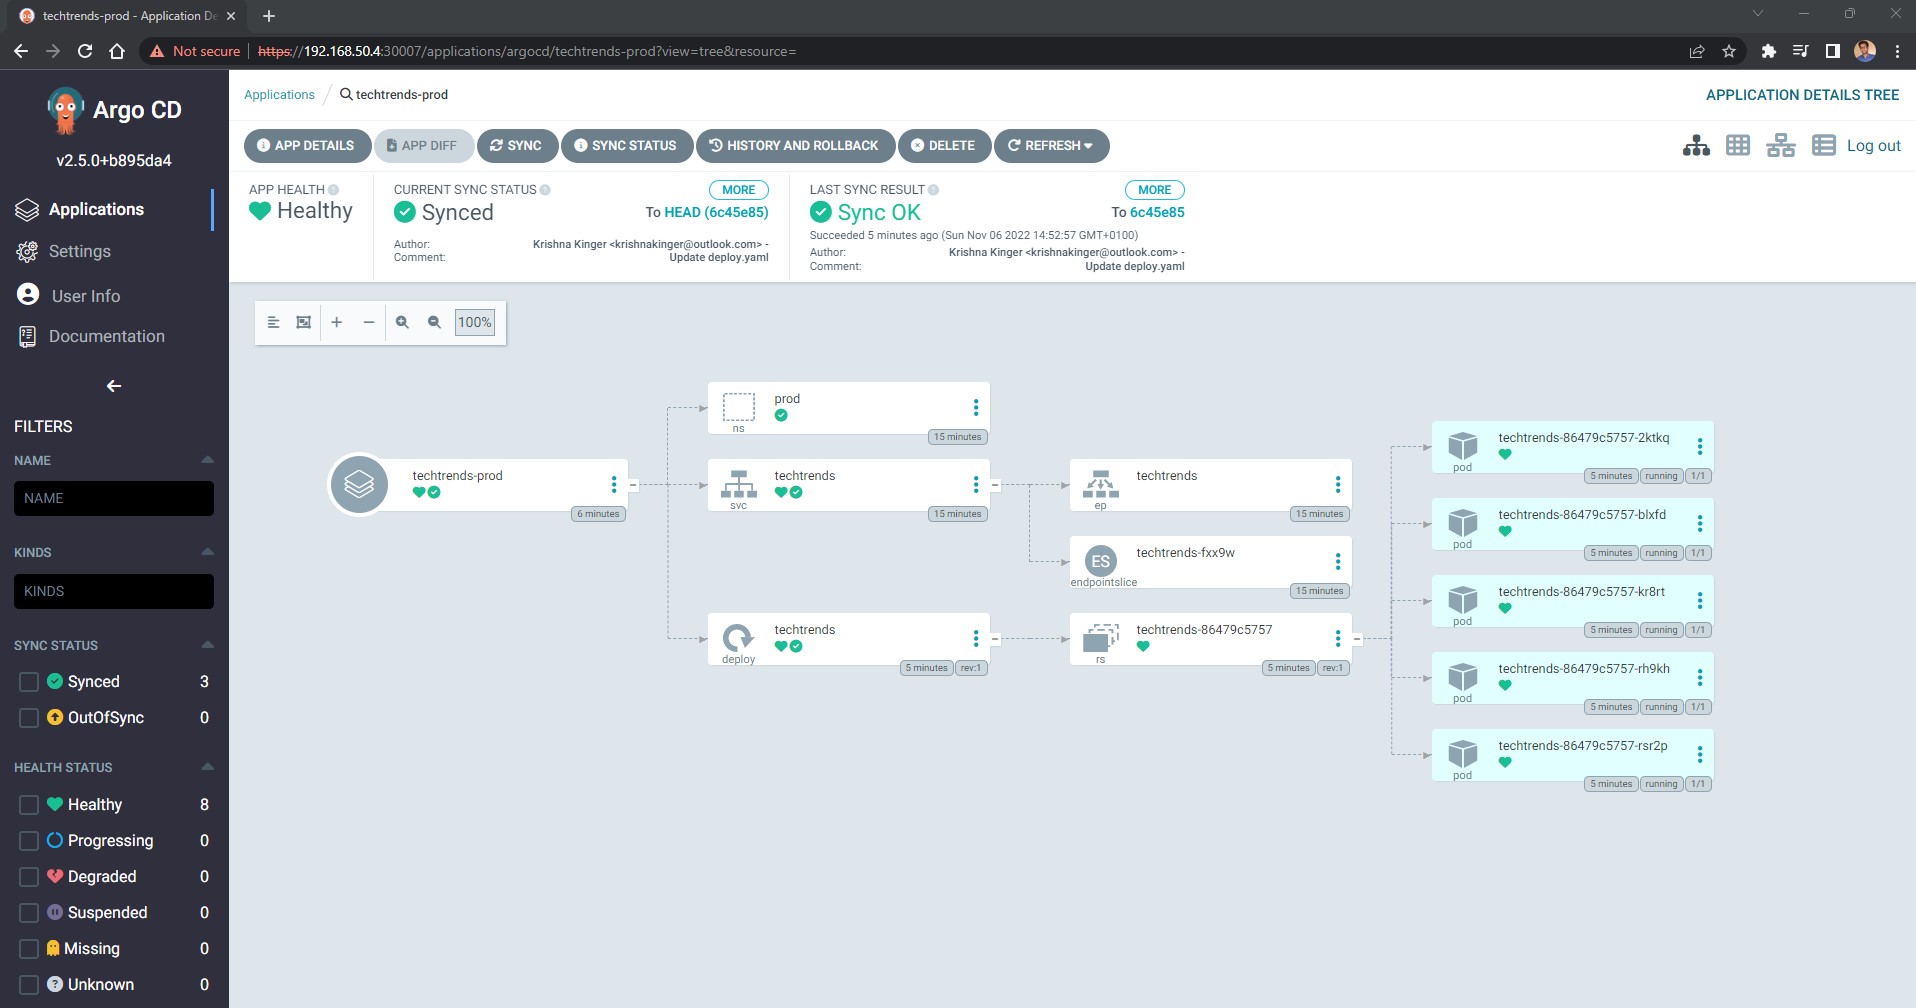 techtrends-prod - Application De
Not secure https://192.168.50.4:30007/applications/argocd/techtrends-prod?view=tree&resource=
Argo CD
v2.5.0+b895da4
Applications
Settings
User Info
Documentation
FILTERS
NAME
NAME
KINDS
KINDS
SYNC STATUS
Synced 3
OutOfSync 0
HEALTH STATUS
Healthy 8
Progressing 0
Degraded 0
Suspended 0
Missing 0
Unknown 0
Applications / techtrends-prod
APPLICATION DETAILS TREE
APP DETAILS APP DIFF SYNC SYNC STATUS HISTORY AND ROLLBACK DELETE REFRESH
Log out
APP HEALTH
Healthy
CURRENT SYNC STATUS MORE
Synced To HEAD (6c45e85)
Author: Krishna Kinger <krishnakinger@outlook.com> -
Comment: Update deploy.yaml
LAST SYNC RESULT MORE
Sync OK To 6c45e85
Succeeded 5 minutes ago (Sun Nov 06 2022 14:52:57 GMT+0100)
Author: Krishna Kinger <krishnakinger@outlook.com> -
Comment: Update deploy.yaml
100%
techtrends-prod
6 minutes
prod
ns
15 minutes
techtrends
svc
15 minutes
techtrends
deploy
5 minutes rev:1
techtrends
ep
15 minutes
ES
techtrends-fxx9w
endpointslice
15 minutes
techtrends-86479c5757
rs
5 minutes rev:1
techtrends-86479c5757-2ktkq
pod
5 minutes running 1/1
techtrends-86479c5757-blxfd
pod
5 minutes running 1/1
techtrends-86479c5757-kr8rt
pod
5 minutes running 1/1
techtrends-86479c5757-rh9kh
pod
5 minutes running 1/1
techtrends-86479c5757-rsr2p
pod
5 minutes running 1/1